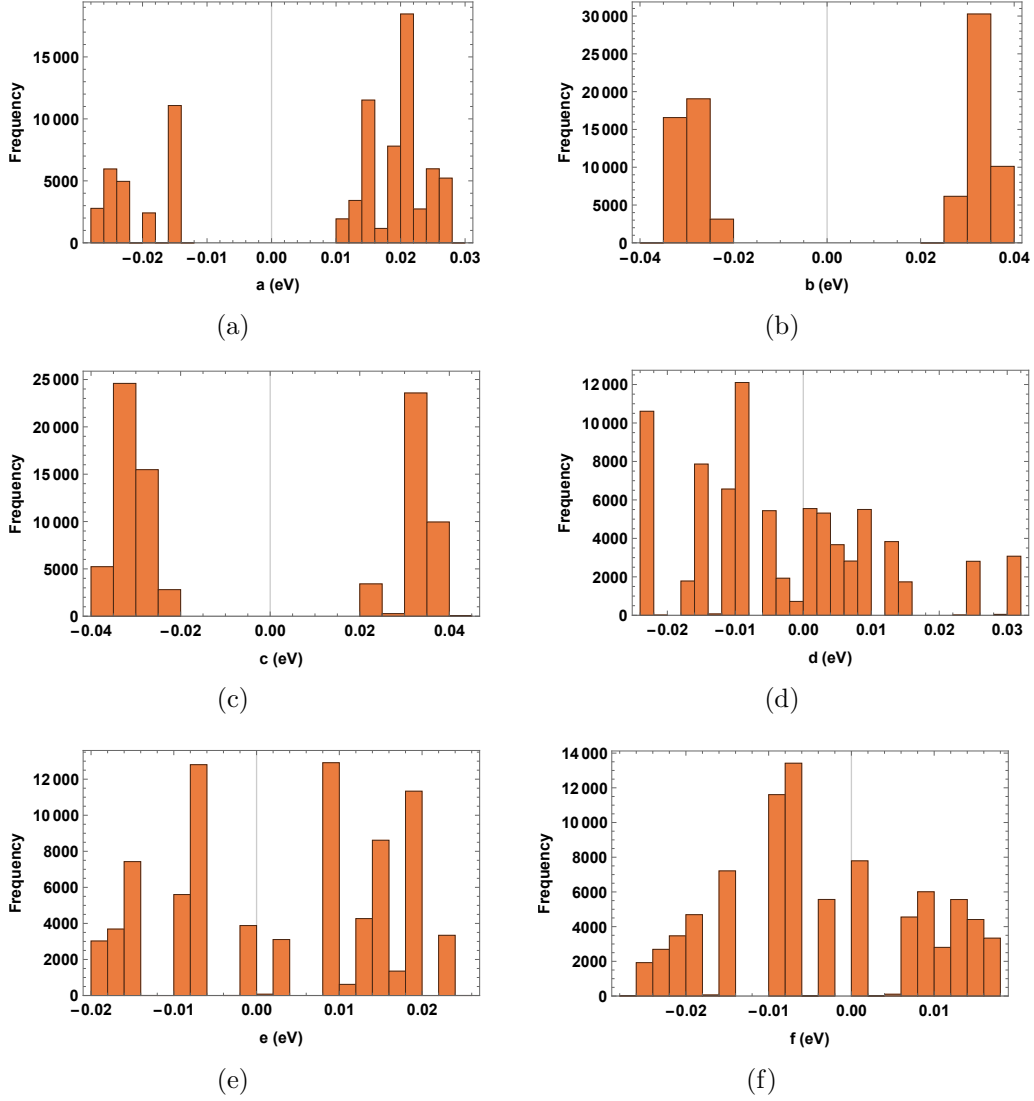 15 000
10 000
5000
0
Frequency
−0.02 −0.01 0.00 0.01 0.02 0.03
a (eV)
(a)
30 000
25 000
20 000
15 000
10 000
5000
0
Frequency
−0.04 −0.02 0.00 0.02 0.04
b (eV)
(b)
25 000
20 000
15 000
10 000
5000
0
Frequency
−0.04 −0.02 0.00 0.02 0.04
c (eV)
(c)
12 000
10 000
8000
6000
4000
2000
0
Frequency
−0.02 −0.01 0.00 0.01 0.02 0.03
d (eV)
(d)
12 000
10 000
8000
6000
4000
2000
0
Frequency
−0.02 −0.01 0.00 0.01 0.02
e (eV)
(e)
14 000
12 000
10 000
8000
6000
4000
2000
0
Frequency
−0.02 −0.01 0.00 0.01
f (eV)
(f)